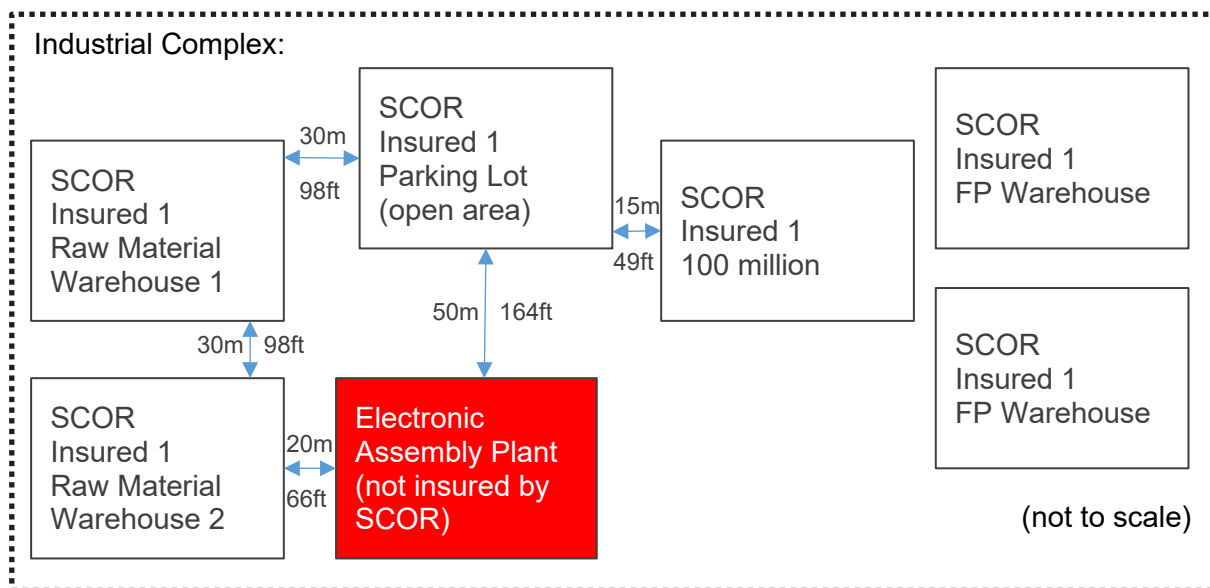 Industrial Complex:
SCOR
Insured 1
Raw Material
Warehouse 1
30m
98ft
SCOR
Insured 1
Parking Lot
(open area)
15m
49ft
SCOR
Insured 1
100 million
SCOR
Insured 1
FP Warehouse
30m 98ft
50m 164ft
SCOR
Insured 1
Raw Material
Warehouse 2
20m
66ft
Electronic
Assembly Plant
(not insured by
SCOR)
SCOR
Insured 1
FP Warehouse
(not to scale)